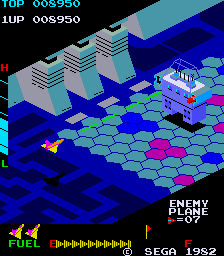 TOP 008950
1UP 008950
H
L
ENEMY
PLANE
=07
FUEL E F
© SEGA 1982